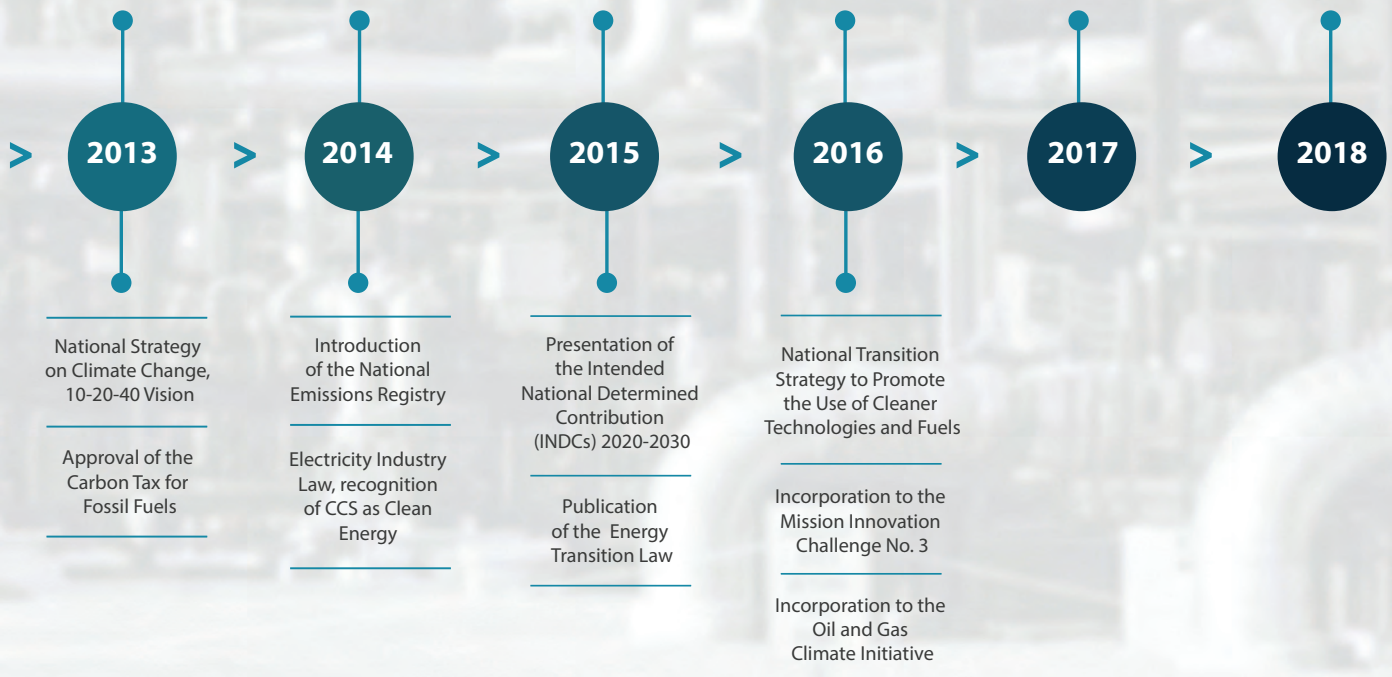 > 2013 > 2014 > 2015 > 2016 > 2017 > 2018
National Strategy
on Climate Change,
10-20-40 Vision
Approval of the
Carbon Tax for
Fossil Fuels
Introduction
of the National
Emissions Registry
Electricity Industry
Law, recognition
of CCS as Clean
Energy
Presentation of
the Intended
National Determined
Contribution
(INDCs) 2020-2030
Publication
of the Energy
Transition Law
National Transition
Strategy to Promote
the Use of Cleaner
Technologies and Fuels
Incorporation to the
Mission Innovation
Challenge No. 3
Incorporation to the
Oil and Gas
Climate Initiative